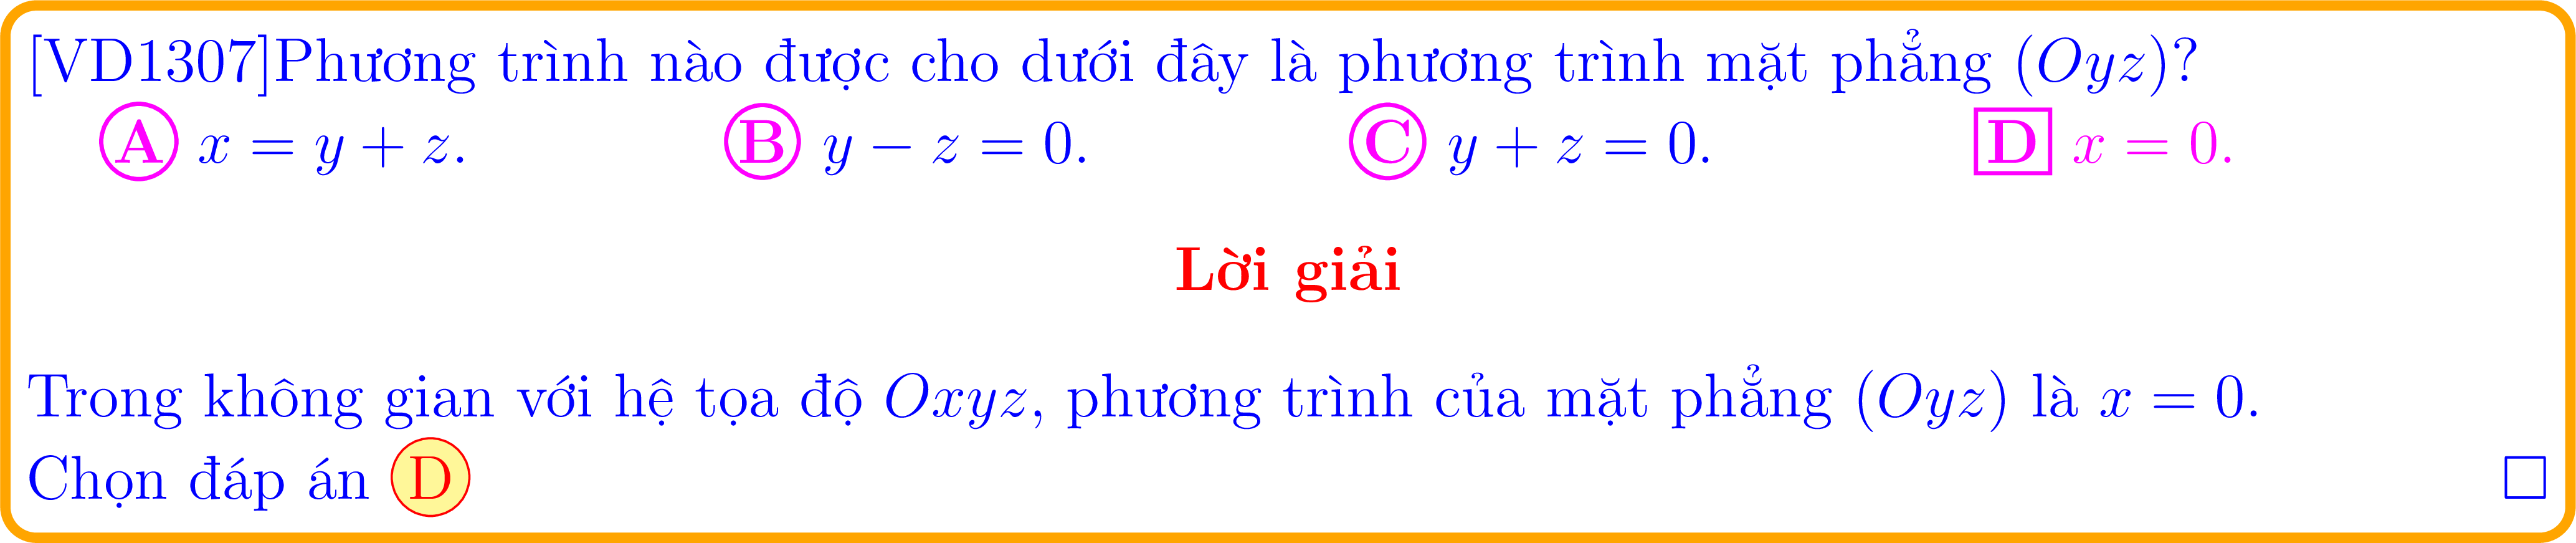 [VD1307]Phương trình nào được cho dưới đây là phương trình mặt phẳng (Oyz)?
A x = y + z. B y − z = 0. C y + z = 0. D x = 0.
Lời giải
Trong không gian với hệ tọa độ Oxyz, phương trình của mặt phẳng (Oyz) là x = 0.
Chọn đáp án D □